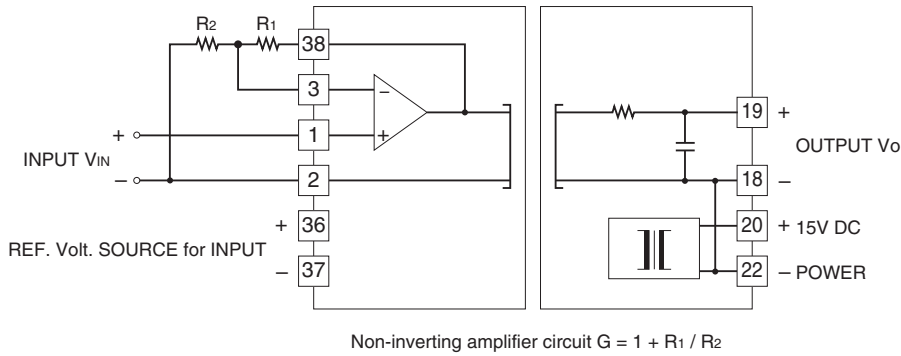 R2 R1
38
3 −
1 +
19 +
+
INPUT VIN
OUTPUT Vo
− 2
18 −
+ 36
20 + 15V DC
REF. Volt. SOURCE for INPUT
− 37
22 − POWER
Non-inverting amplifier circuit G = 1 + R1 / R2